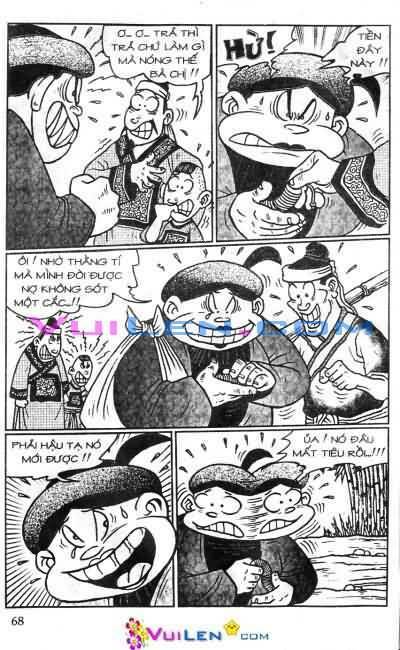 Ơ.. Ơ.. TRẢ THÌ
TRẢ CHỨ LÀM GÌ
MÀ NÓNG THẾ
BÀ CHỊ !!
HỪ!
TIỀN
ĐÂY
NÀY !!
ÔI ! NHỜ THẰNG TÍ
MÀ MÌNH ĐÒI ĐƯỢC
NỢ KHÔNG SÓT
MỘT CẮC..!!
VUILEN.COM
PHẢI HẬU TẠ NÓ
MỚI ĐƯỢC !!
ỦA ! NÓ ĐÂU
MẤT TIÊU RỒI..!!!
68
VUILEN.COM